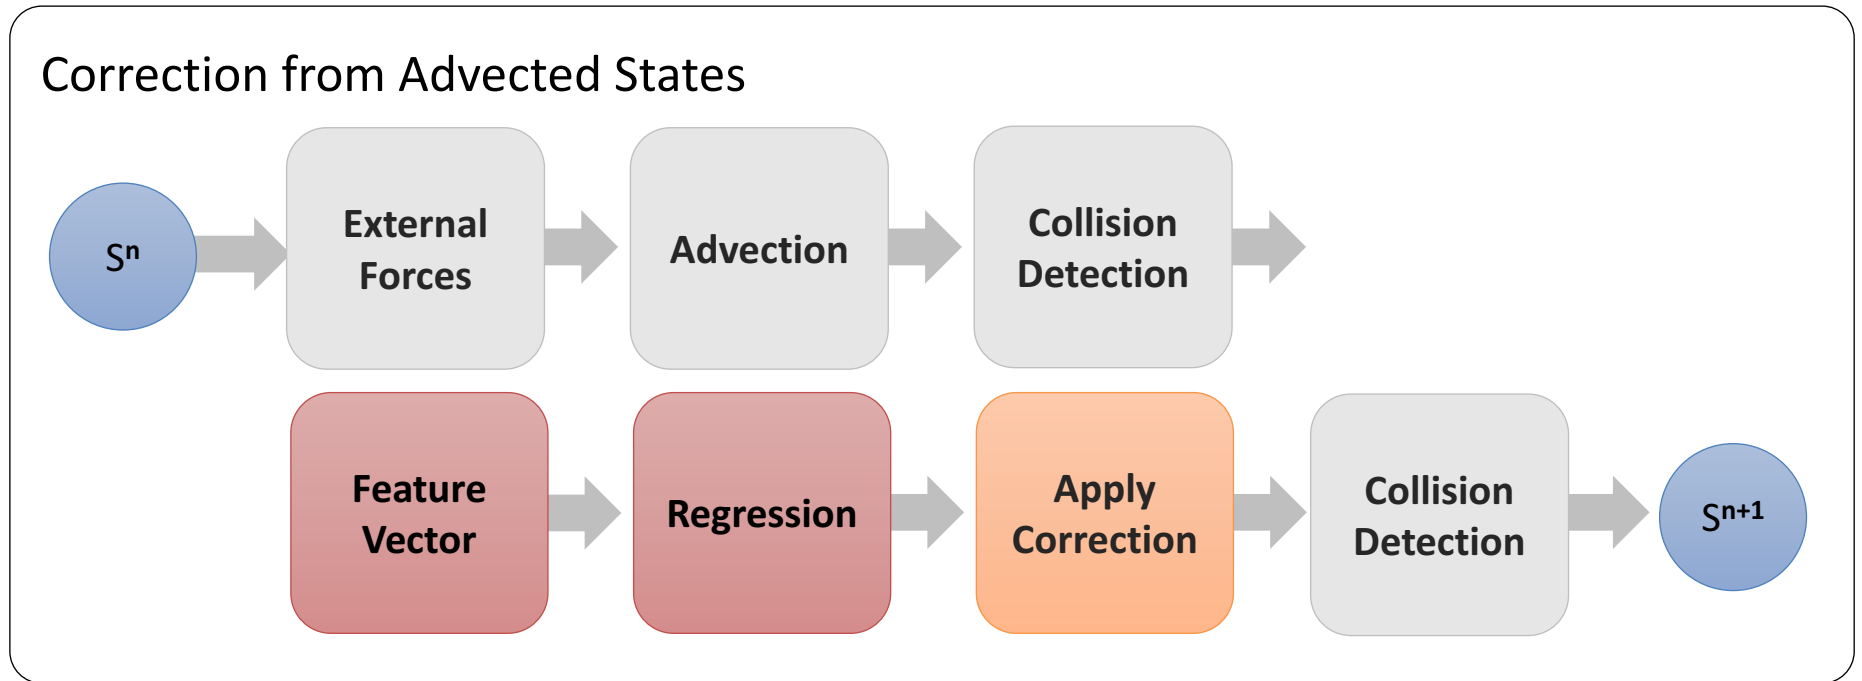 Correction from Advected States
Sⁿ
External
Forces
Advection
Collision
Detection
Feature
Vector
Regression
Apply
Correction
Collision
Detection
Sⁿ⁺¹